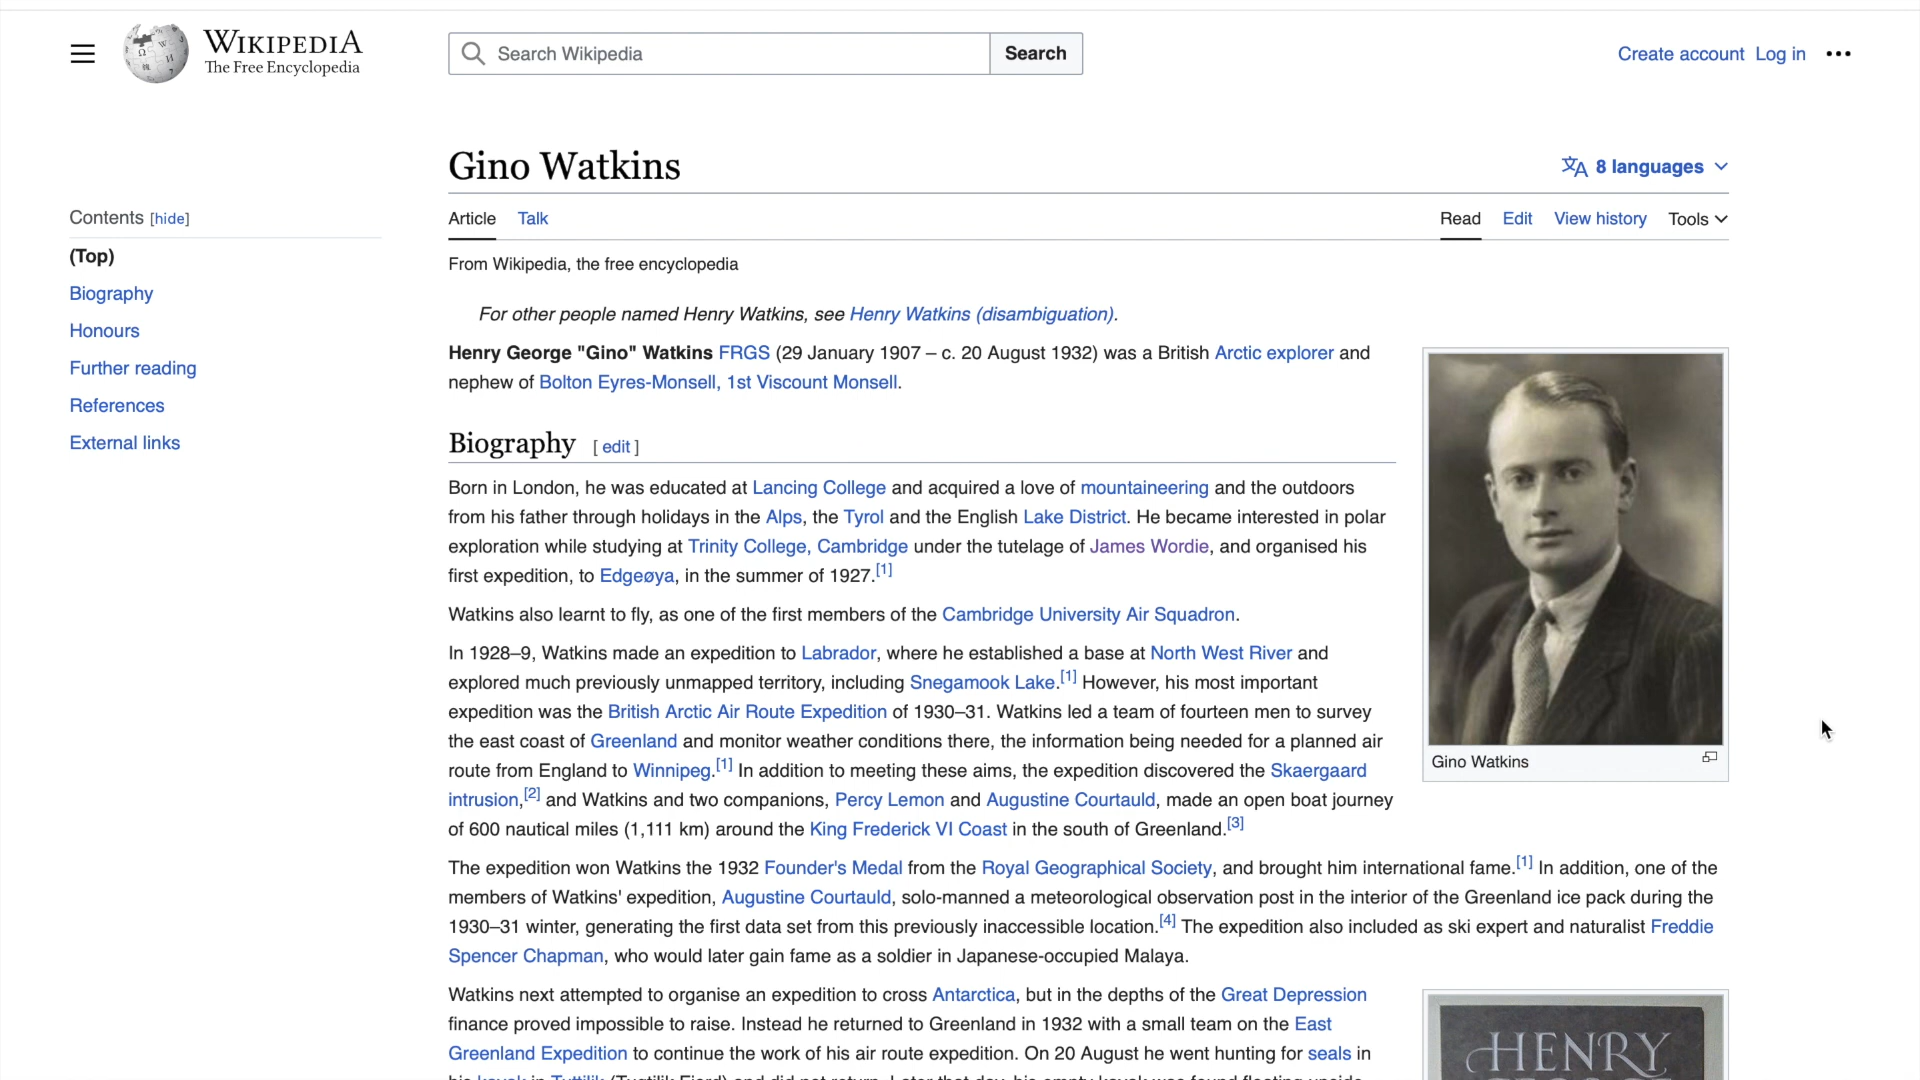 WIKIPEDIA
The Free Encyclopedia
Search Wikipedia
Search
Create account Log in
Gino Watkins
8 languages
Contents [hide]
(Top)
Biography
Honours
Further reading
References
External links
Article Talk
Read Edit View history Tools
From Wikipedia, the free encyclopedia
For other people named Henry Watkins, see Henry Watkins (disambiguation).
Henry George "Gino" Watkins FRGS (29 January 1907 – c. 20 August 1932) was a British Arctic explorer and
nephew of Bolton Eyres-Monsell, 1st Viscount Monsell.
Gino Watkins
Biography [ edit ]
Born in London, he was educated at Lancing College and acquired a love of mountaineering and the outdoors
from his father through holidays in the Alps, the Tyrol and the English Lake District. He became interested in polar
exploration while studying at Trinity College, Cambridge under the tutelage of James Wordie, and organised his
first expedition, to Edgeøya, in the summer of 1927.[1]
Watkins also learnt to fly, as one of the first members of the Cambridge University Air Squadron.
In 1928–9, Watkins made an expedition to Labrador, where he established a base at North West River and
explored much previously unmapped territory, including Snegamook Lake.[1] However, his most important
expedition was the British Arctic Air Route Expedition of 1930–31. Watkins led a team of fourteen men to survey
the east coast of Greenland and monitor weather conditions there, the information being needed for a planned air
route from England to Winnipeg.[1] In addition to meeting these aims, the expedition discovered the Skaergaard
intrusion,[2] and Watkins and two companions, Percy Lemon and Augustine Courtauld, made an open boat journey
of 600 nautical miles (1,111 km) around the King Frederick VI Coast in the south of Greenland.[3]
The expedition won Watkins the 1932 Founder's Medal from the Royal Geographical Society, and brought him international fame.[1] In addition, one of the
members of Watkins' expedition, Augustine Courtauld, solo-manned a meteorological observation post in the interior of the Greenland ice pack during the
1930–31 winter, generating the first data set from this previously inaccessible location.[4] The expedition also included as ski expert and naturalist Freddie
Spencer Chapman, who would later gain fame as a soldier in Japanese-occupied Malaya.
Watkins next attempted to organise an expedition to cross Antarctica, but in the depths of the Great Depression
finance proved impossible to raise. Instead he returned to Greenland in 1932 with a small team on the East
Greenland Expedition to continue the work of his air route expedition. On 20 August he went hunting for seals in
HENRY